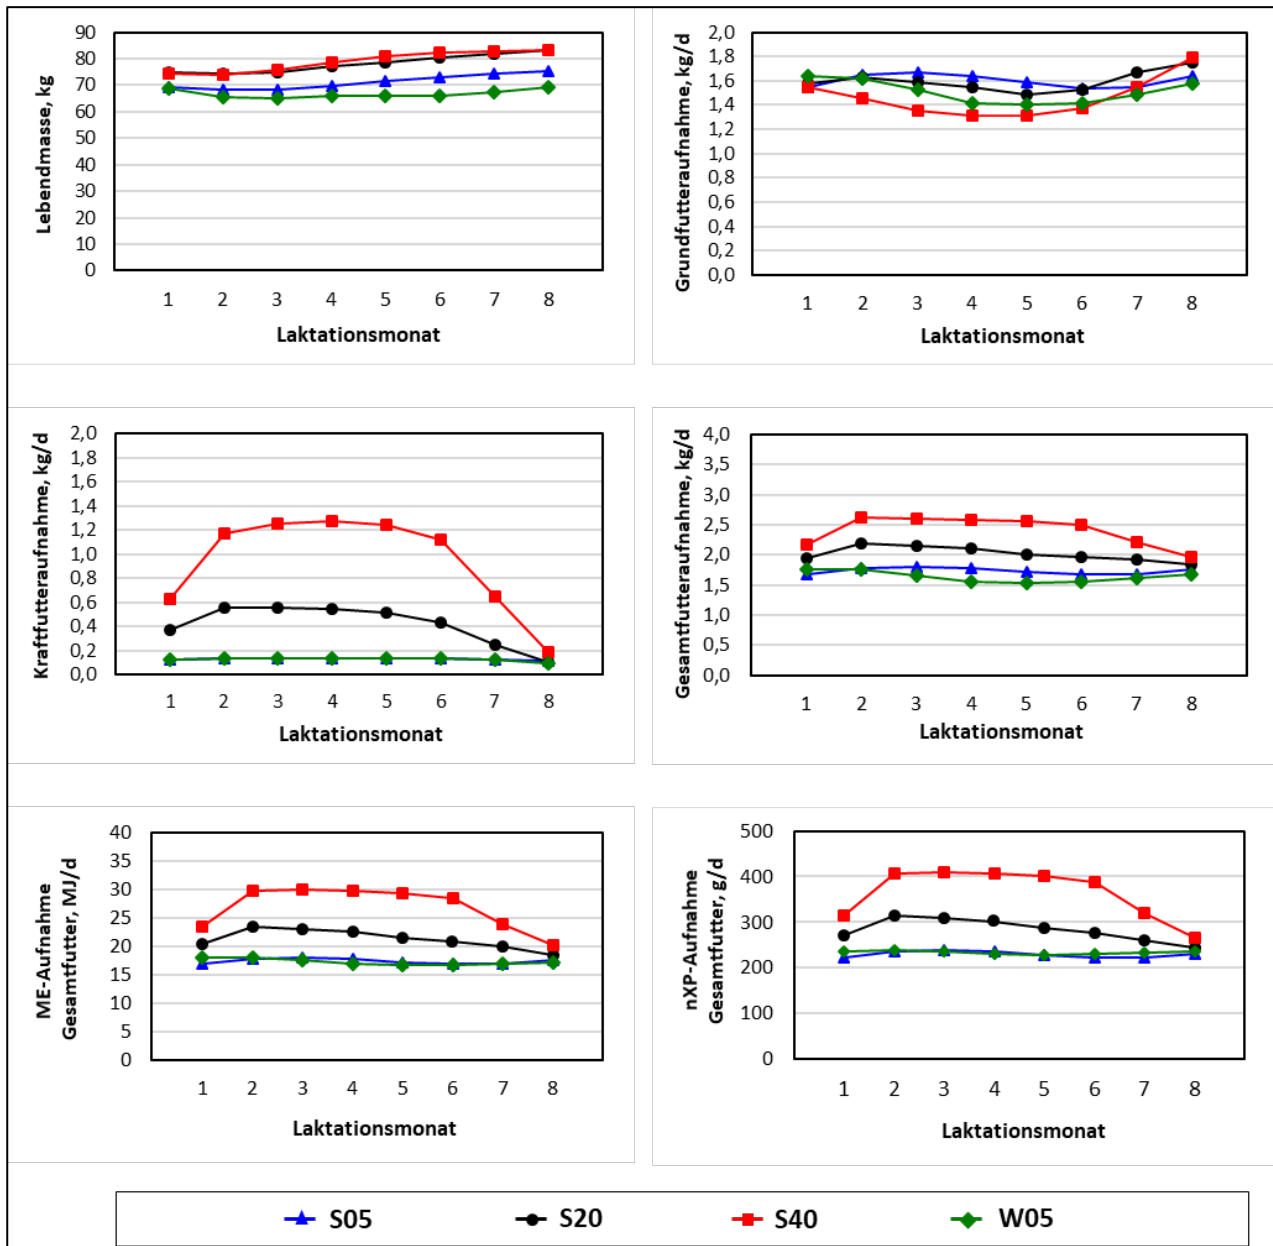 Lebendmasse, kg
90
80
70
60
50
40
30
20
10
0
1 2 3 4 5 6 7 8
Laktationsmonat
Grundfutteraufnahme, kg/d
2,0
1,8
1,6
1,4
1,2
1,0
0,8
0,6
0,4
0,2
0,0
1 2 3 4 5 6 7 8
Laktationsmonat
Kraftfutteraufnahme, kg/d
2,0
1,8
1,6
1,4
1,2
1,0
0,8
0,6
0,4
0,2
0,0
1 2 3 4 5 6 7 8
Laktationsmonat
Gesamtfutteraufnahme, kg/d
4,0
3,5
3,0
2,5
2,0
1,5
1,0
0,5
0,0
1 2 3 4 5 6 7 8
Laktationsmonat
ME-Aufnahme
Gesamtfutter, MJ/d
40
35
30
25
20
15
10
5
0
1 2 3 4 5 6 7 8
Laktationsmonat
nXP-Aufnahme
Gesamtfutter, g/d
500
400
300
200
100
0
1 2 3 4 5 6 7 8
Laktationsmonat
S05 S20 S40 W05